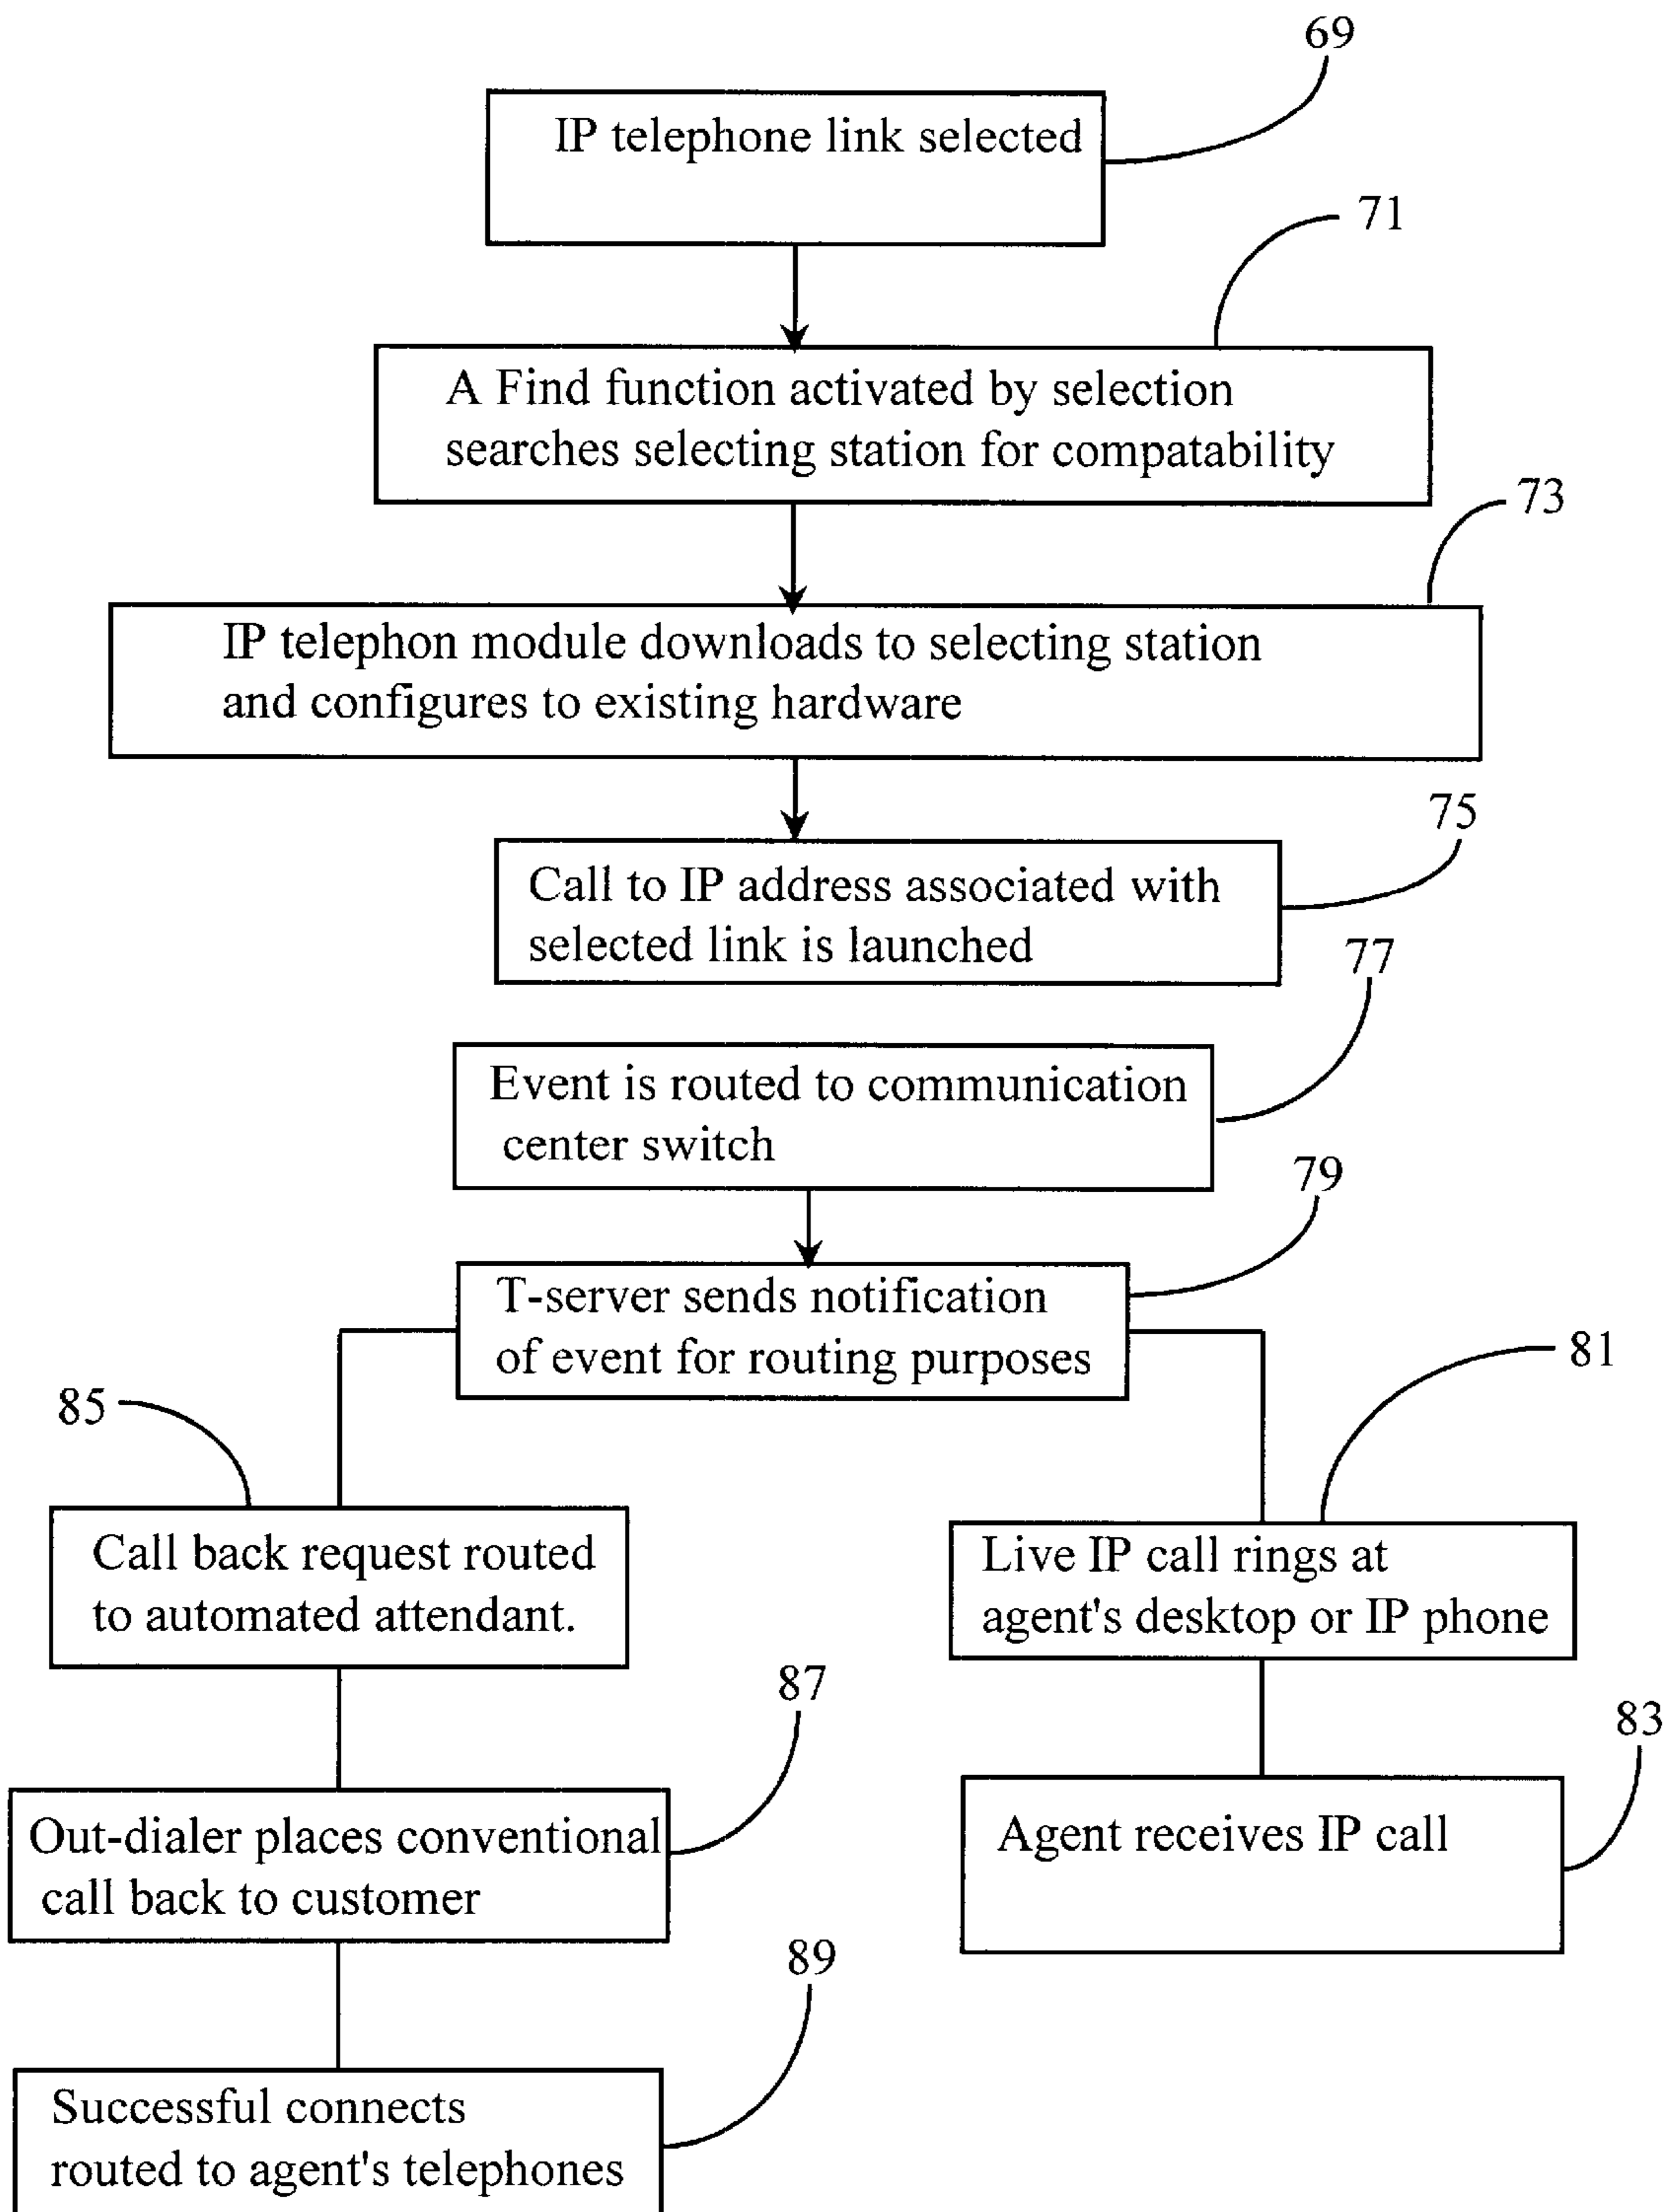 69
IP telephone link selected
71
A Find function activated by selection
searches selecting station for compatability
73
IP telephon module downloads to selecting station
and configures to existing hardware
75
Call to IP address associated with
selected link is launched
77
Event is routed to communication
center switch
79
T-server sends notification
of event for routing purposes
81
85
Call back request routed
to automated attendant.
Live IP call rings at
agent's desktop or IP phone
87
83
Out-dialer places conventional
call back to customer
Agent receives IP call
89
Successful connects
routed to agent's telephones